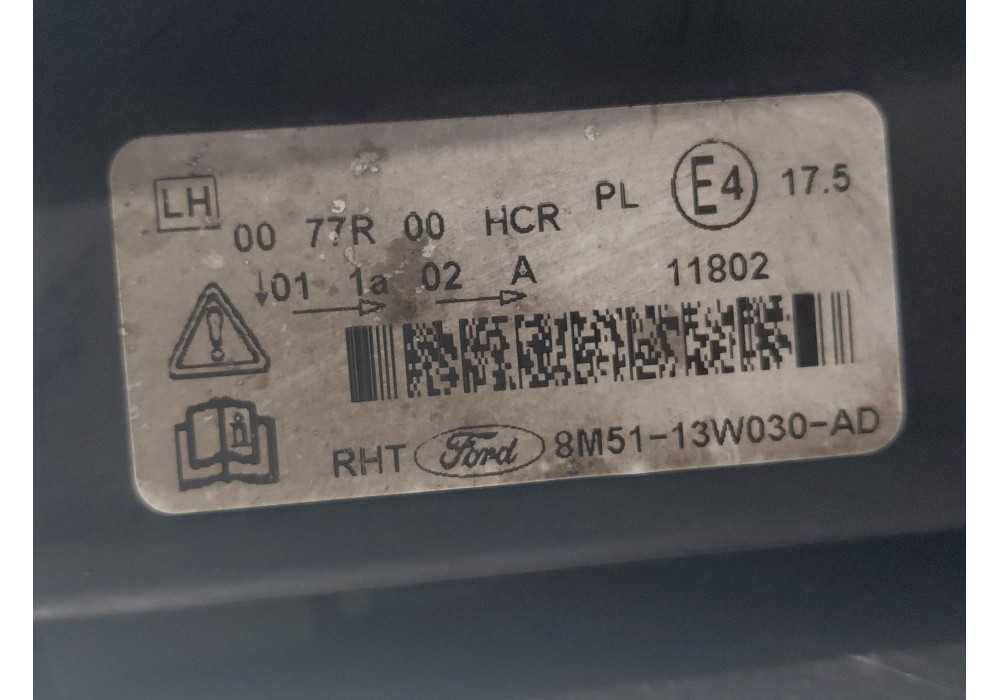 LH 00 77R 00 HCR PL E4 17.5
↓01 1a 02 A 11802
RHT Ford 8M51-13W030-AD